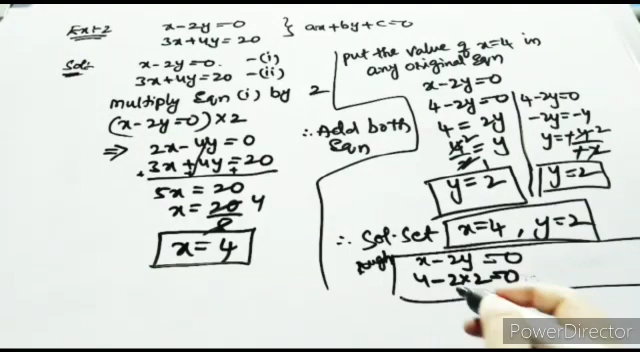 Ex:-2 x-2y=0 } ax+by+c=0
3x+4y=20
Sol:- x-2y=0. -(i)
3x+4y=20 -(ii)
multiply Eqn (i) by 2
(x-2y=0)×2
⇒ 2x-4y=0
+3x+4y=20
5x=20
x=20 4
x=4
∴ Add both
Eqn
put the value of x=4 in
any original Eqn
x-2y=0
4-2y=0
4=2y
4/2=y
y=2
4-2y=0
-2y=-4
y=+4 2/+2
y=2
∴ Sol-Set x=4, y=2
rough x-2y=0
4-2×2=0
PowerDirector